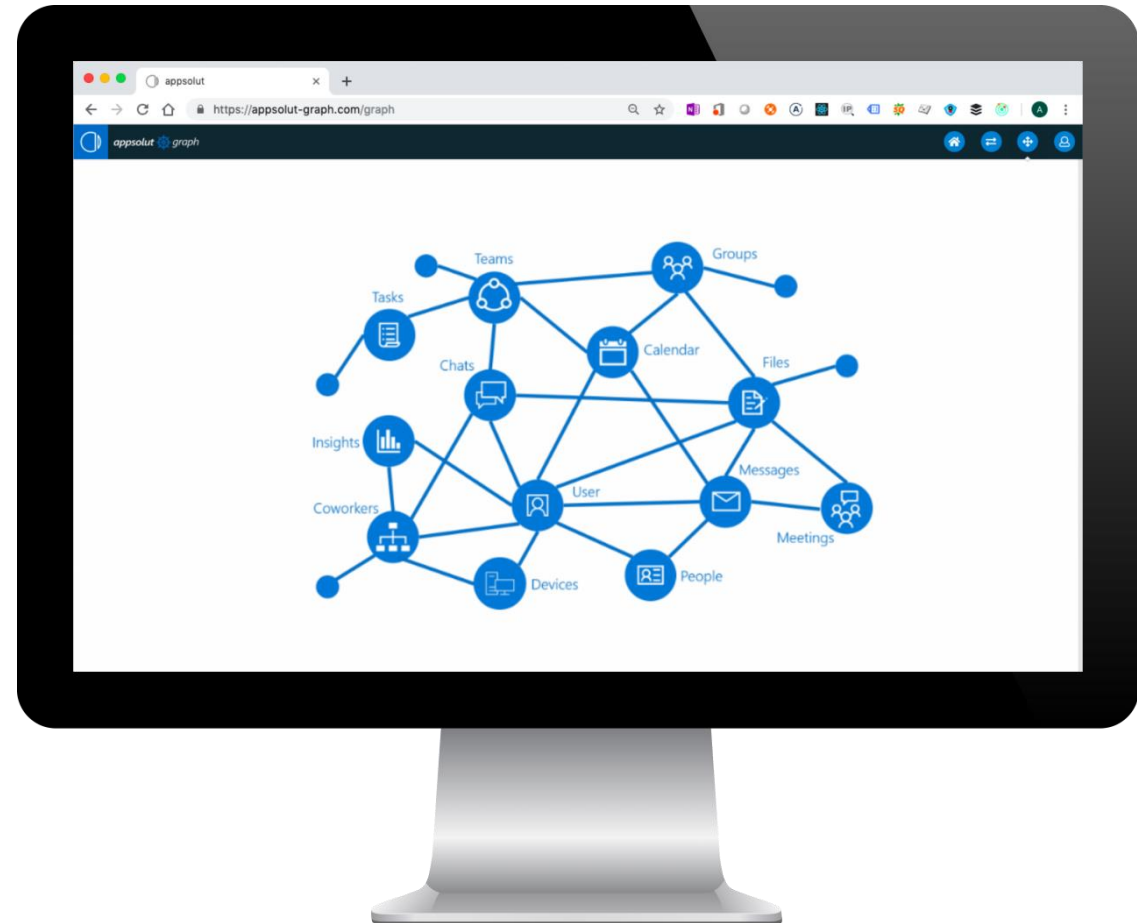 appsolut
https://appsolut-graph.com/graph
A
A
appsolut graph
Teams
Groups
Tasks
Calendar
Chats
Files
Insights
Messages
User
Coworkers
Meetings
People
Devices